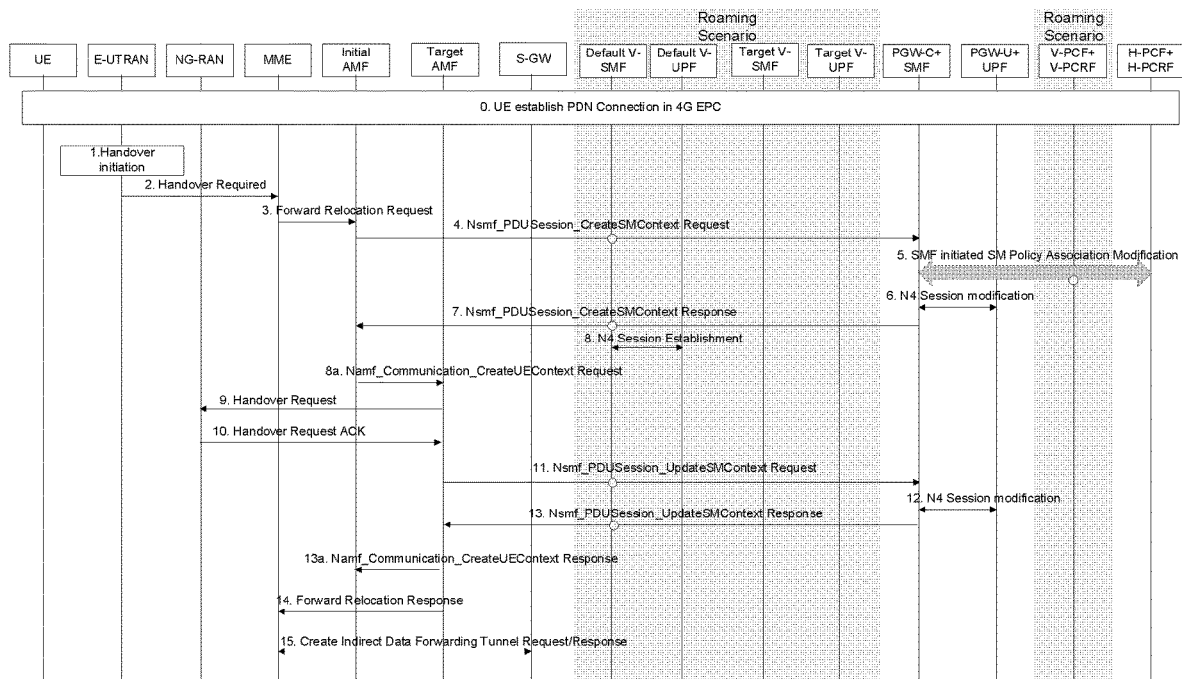 Roaming
Scenario
Roaming
Scenario
UE
E-UTRAN
NG-RAN
MME
Initial
AMF
Target
AMF
S-GW
Default V-
SMF
Default V-
UPF
Target V-
SMF
Target V-
UPF
PGW-C+
SMF
PGW-U+
UPF
V-PCF+
V-PCRF
H-PCF+
H-PCRF
0. UE establish PDN Connection in 4G EPC
1.Handover
initiation
2. Handover Required
3. Forward Relocation Request
4. Nsmf_PDUSession_CreateSMContext Request
5. SMF initiated SM Policy Association Modification
6. N4 Session modification
7. Nsmf_PDUSession_CreateSMContext Response
8. N4 Session Establishment
8a. Namf_Communication_CreateUEContext Request
9. Handover Request
10. Handover Request ACK
11. Nsmf_PDUSession_UpdateSMContext Request
12. N4 Session modification
13. Nsmf_PDUSession_UpdateSMContext Response
13a. Namf_Communication_CreateUEContext Response
14. Forward Relocation Response
15. Create Indirect Data Forwarding Tunnel Request/Response